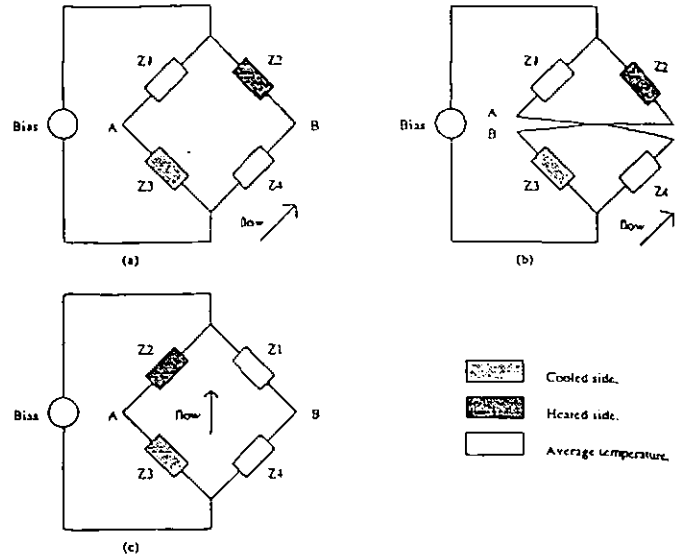 Z1
Z2
Bias
A
B
Z3
Z4
flow
(a)
Z1
Z2
A
Bias
B
Z3
Z4
flow
(b)
Z2
Z1
Bias
A
flow
B
Z3
Z4
(c)
Cooled side.
Heated side.
Average temperature.